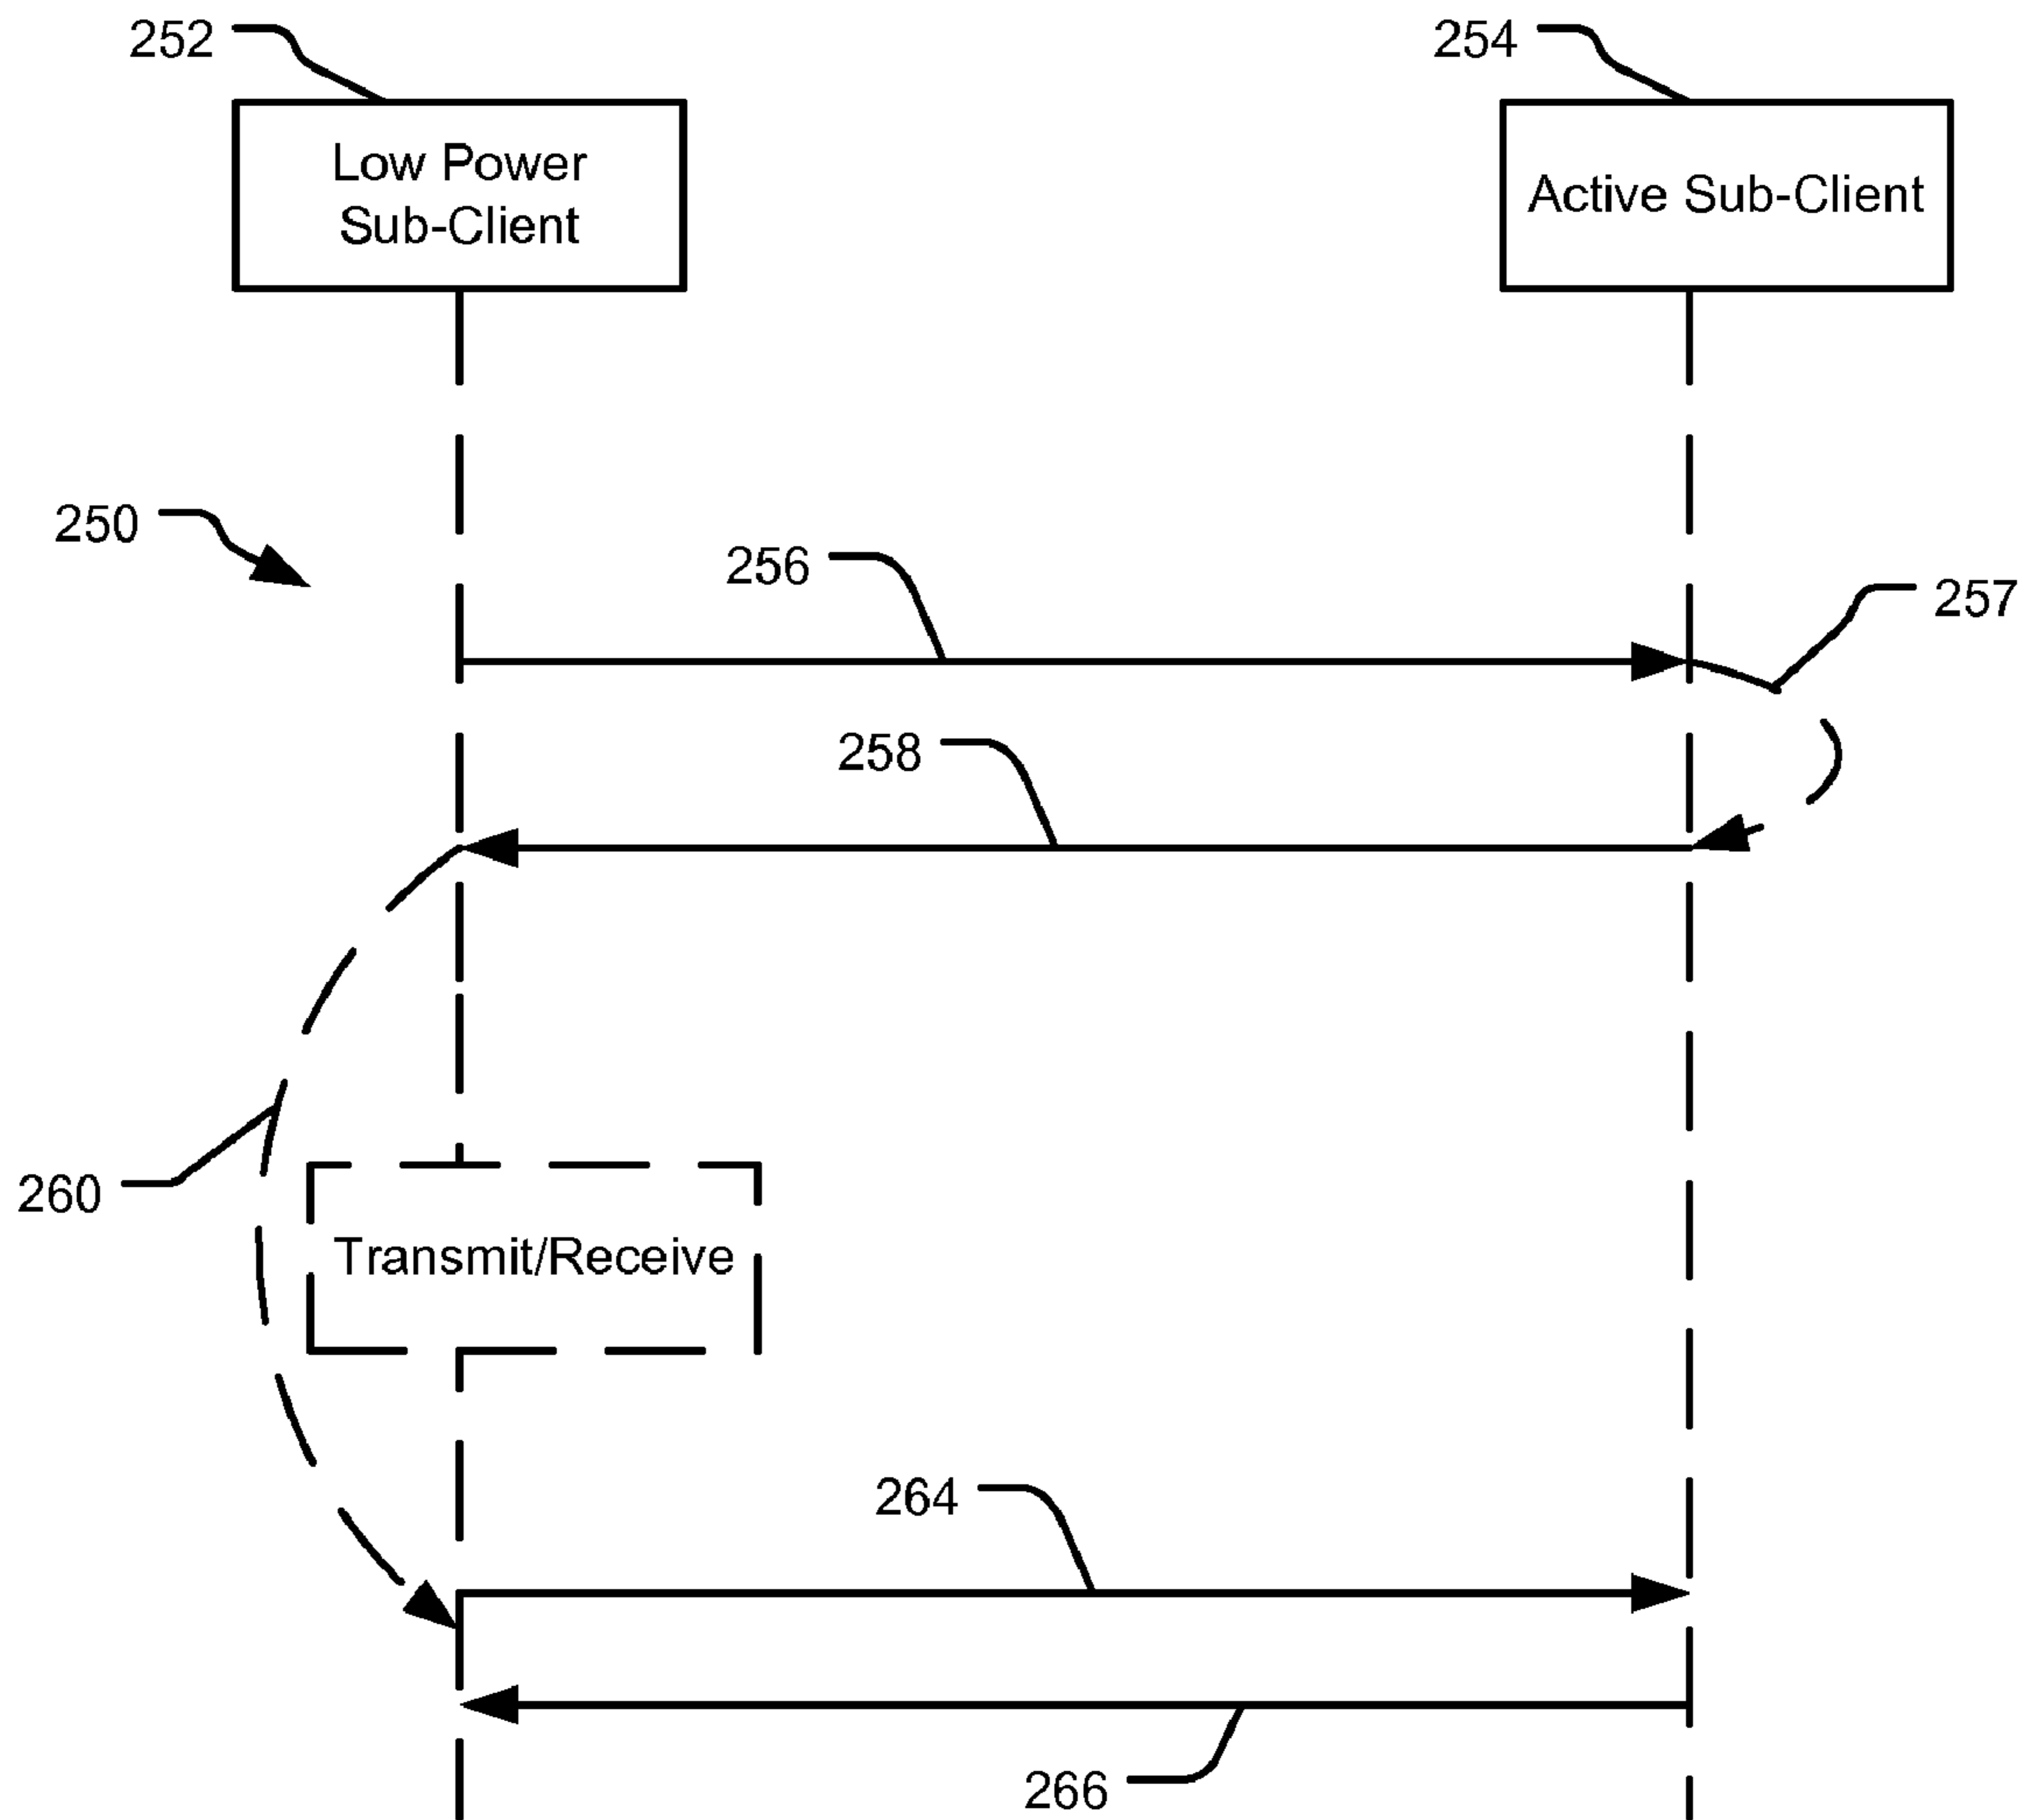 252
254
Low Power
Sub-Client
Active Sub-Client
250
256
257
258
260
Transmit/Receive
264
266